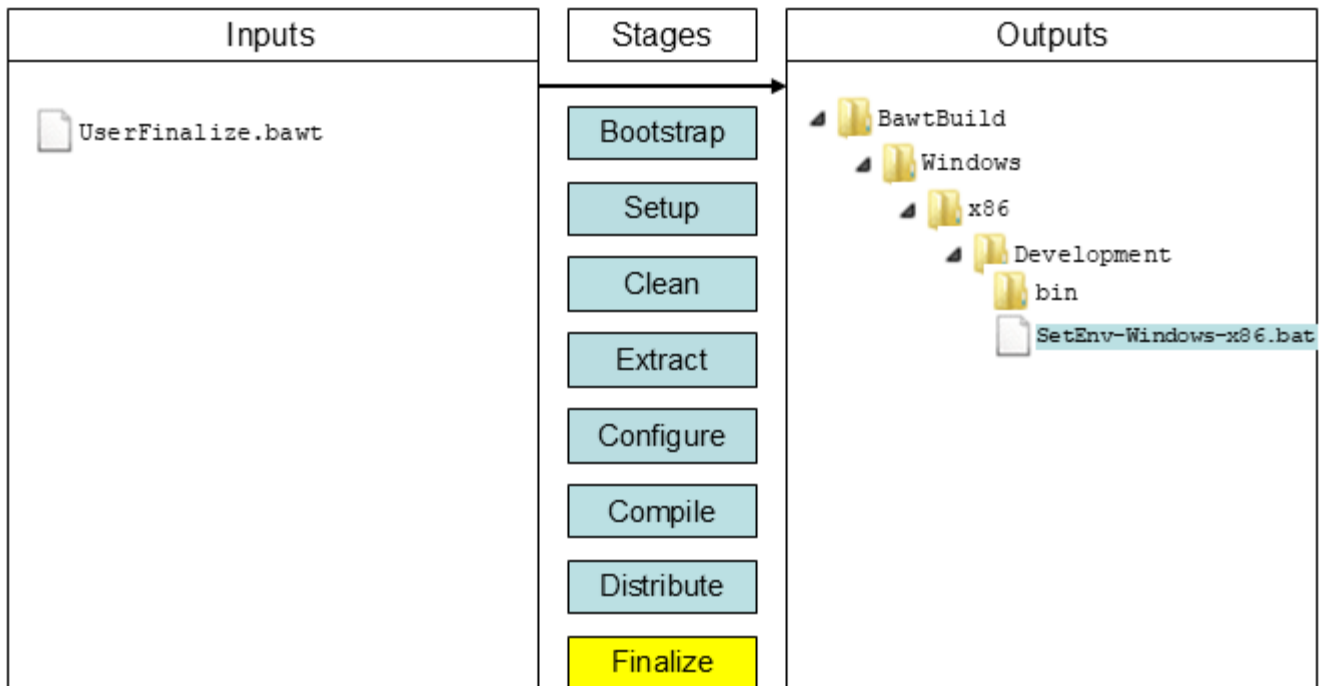 Inputs
Stages
Outputs
UserFinalize.bawt
Bootstrap
Setup
Clean
Extract
Configure
Compile
Distribute
Finalize
BawtBuild
Windows
x86
Development
bin
SetEnv-Windows-x86.bat